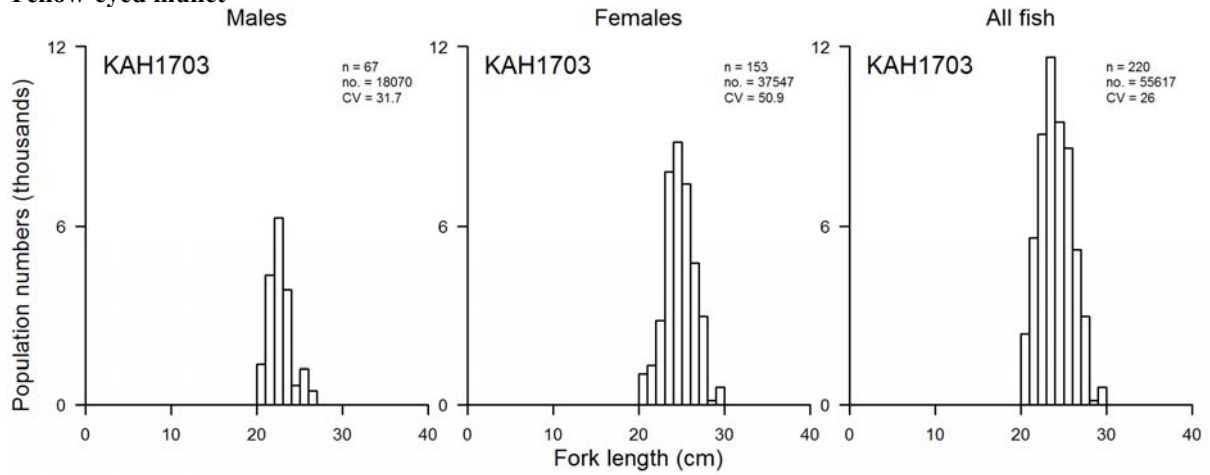 Yellow-eyed mullet
Males
Females
All fish
KAH1703
n = 67
no. = 18070
CV = 31.7
KAH1703
n = 153
no. = 37547
CV = 50.9
KAH1703
n = 220
no. = 55617
CV = 26
Population numbers (thousands)
12
6
0
12
6
0
12
6
0
0 10 20 30 40
0 10 20 30 40
0 10 20 30 40
Fork length (cm)